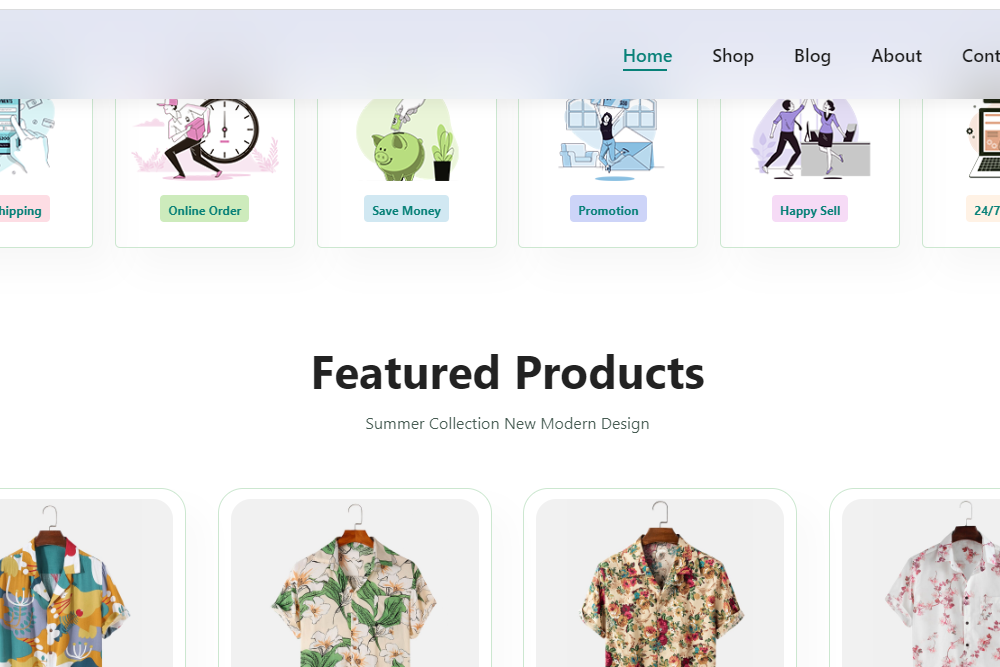 Home Shop Blog About Cont
hipping Online Order Save Money Promotion Happy Sell 24/7
Featured Products
Summer Collection New Modern Design